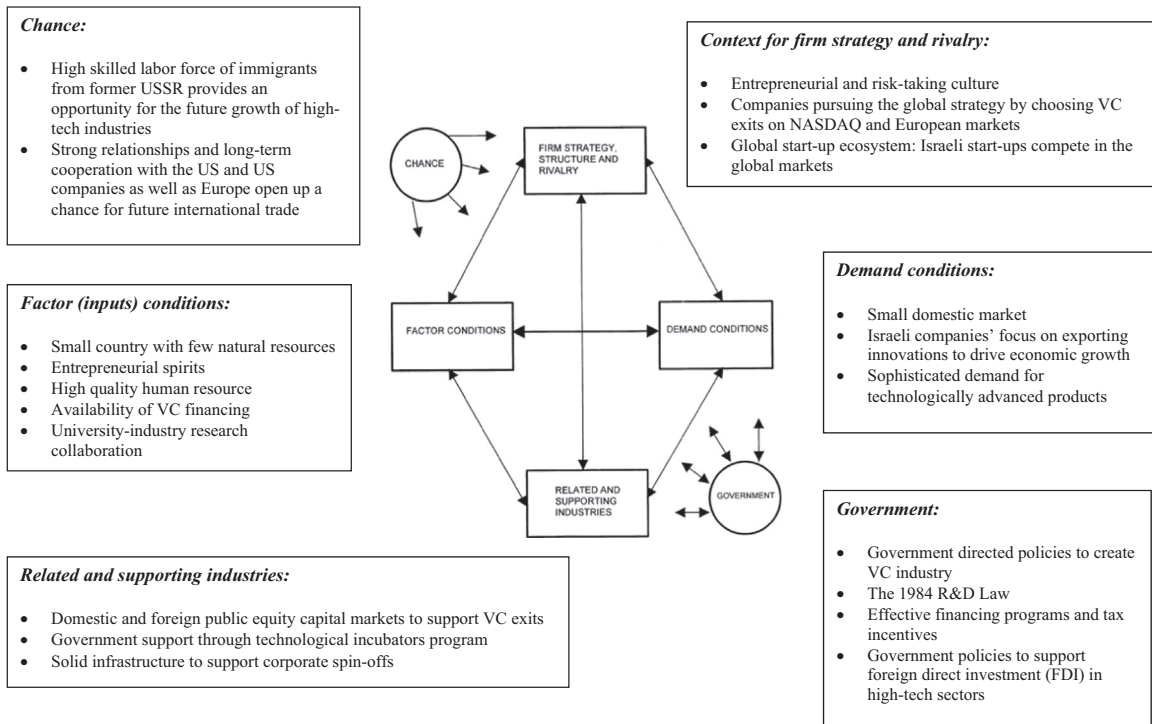 Chance:
• High skilled labor force of immigrants
from former USSR provides an
opportunity for the future growth of high-
tech industries
• Strong relationships and long-term
cooperation with the US and US
companies as well as Europe open up a
chance for future international trade
Context for firm strategy and rivalry:
• Entrepreneurial and risk-taking culture
• Companies pursuing the global strategy by choosing VC
exits on NASDAQ and European markets
• Global start-up ecosystem: Israeli start-ups compete in the
global markets
CHANCE
FIRM STRATEGY,
STRUCTURE AND
RIVALRY
Factor (inputs) conditions:
• Small country with few natural resources
• Entrepreneurial spirits
• High quality human resource
• Availability of VC financing
• University-industry research
collaboration
FACTOR CONDITIONS
DEMAND CONDITIONS
Demand conditions:
• Small domestic market
• Israeli companies’ focus on exporting
innovations to drive economic growth
• Sophisticated demand for
technologically advanced products
RELATED AND
SUPPORTING
INDUSTRIES
GOVERNMENT
Related and supporting industries:
• Domestic and foreign public equity capital markets to support VC exits
• Government support through technological incubators program
• Solid infrastructure to support corporate spin-offs
Government:
• Government directed policies to create
VC industry
• The 1984 R&D Law
• Effective financing programs and tax
incentives
• Government policies to support
foreign direct investment (FDI) in
high-tech sectors